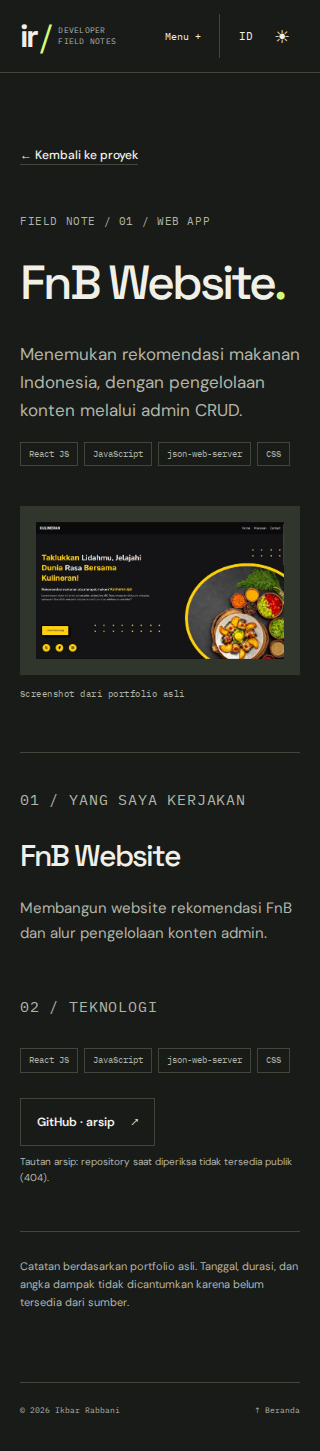 ir/ DEVELOPER
FIELD NOTES
Menu +
ID
← Kembali ke proyek
FIELD NOTE / 01 / WEB APP
FnB Website.
Menemukan rekomendasi makanan
Indonesia, dengan pengelolaan
konten melalui admin CRUD.
React JS
JavaScript
json-web-server
CSS
KULINERAN
Taklukkan Lidahmu, Jelajahi
Dunia Rasa Bersama
Kulineran!
Screenshot dari portfolio asli
01 / YANG SAYA KERJAKAN
FnB Website
Membangun website rekomendasi FnB
dan alur pengelolaan konten admin.
02 / TEKNOLOGI
React JS
JavaScript
json-web-server
CSS
GitHub · arsip ↗
Tautan arsip: repository saat diperiksa tidak tersedia publik
(404).
Catatan berdasarkan portfolio asli. Tanggal, durasi, dan
angka dampak tidak dicantumkan karena belum
tersedia dari sumber.
© 2026 Ikbar Rabbani
↑ Beranda